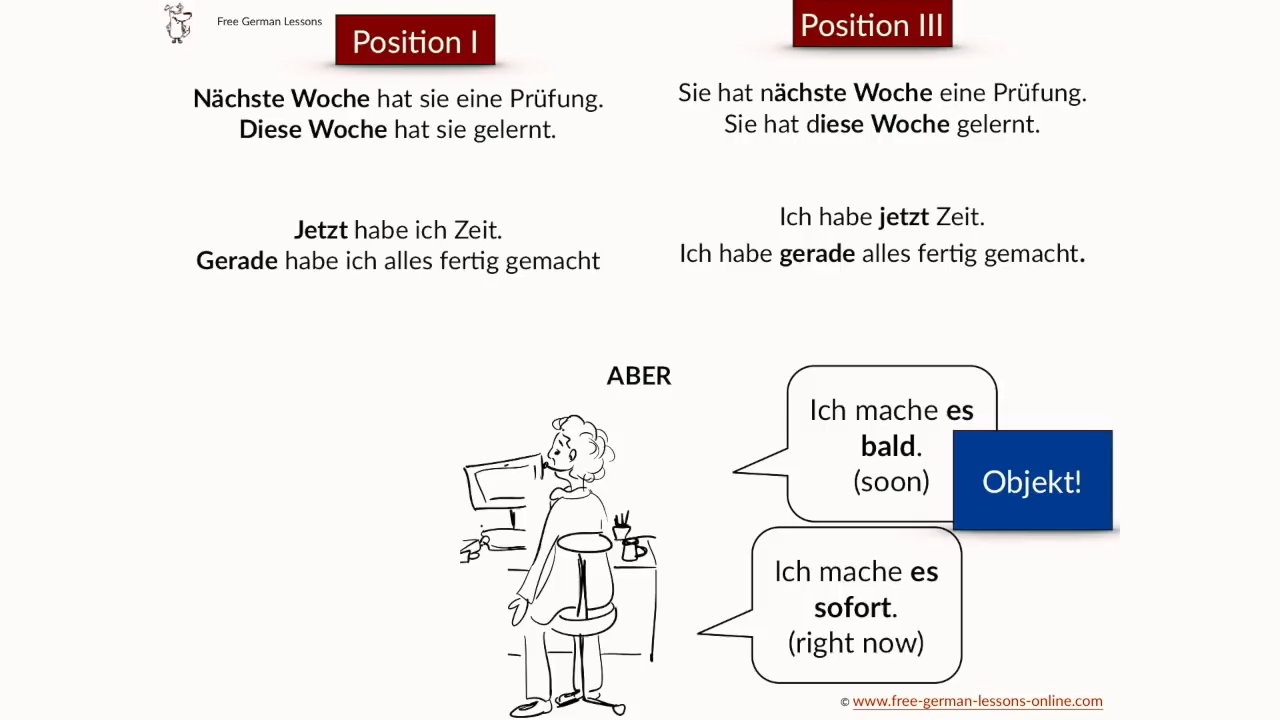 Free German Lessons
Position I
Nächste Woche hat sie eine Prüfung.
Diese Woche hat sie gelernt.
Jetzt habe ich Zeit.
Gerade habe ich alles fertig gemacht
Position III
Sie hat nächste Woche eine Prüfung.
Sie hat diese Woche gelernt.
Ich habe jetzt Zeit.
Ich habe gerade alles fertig gemacht.
ABER
Ich mache es
bald.
(soon)
Objekt!
Ich mache es
sofort.
(right now)
© www.free-german-lessons-online.com